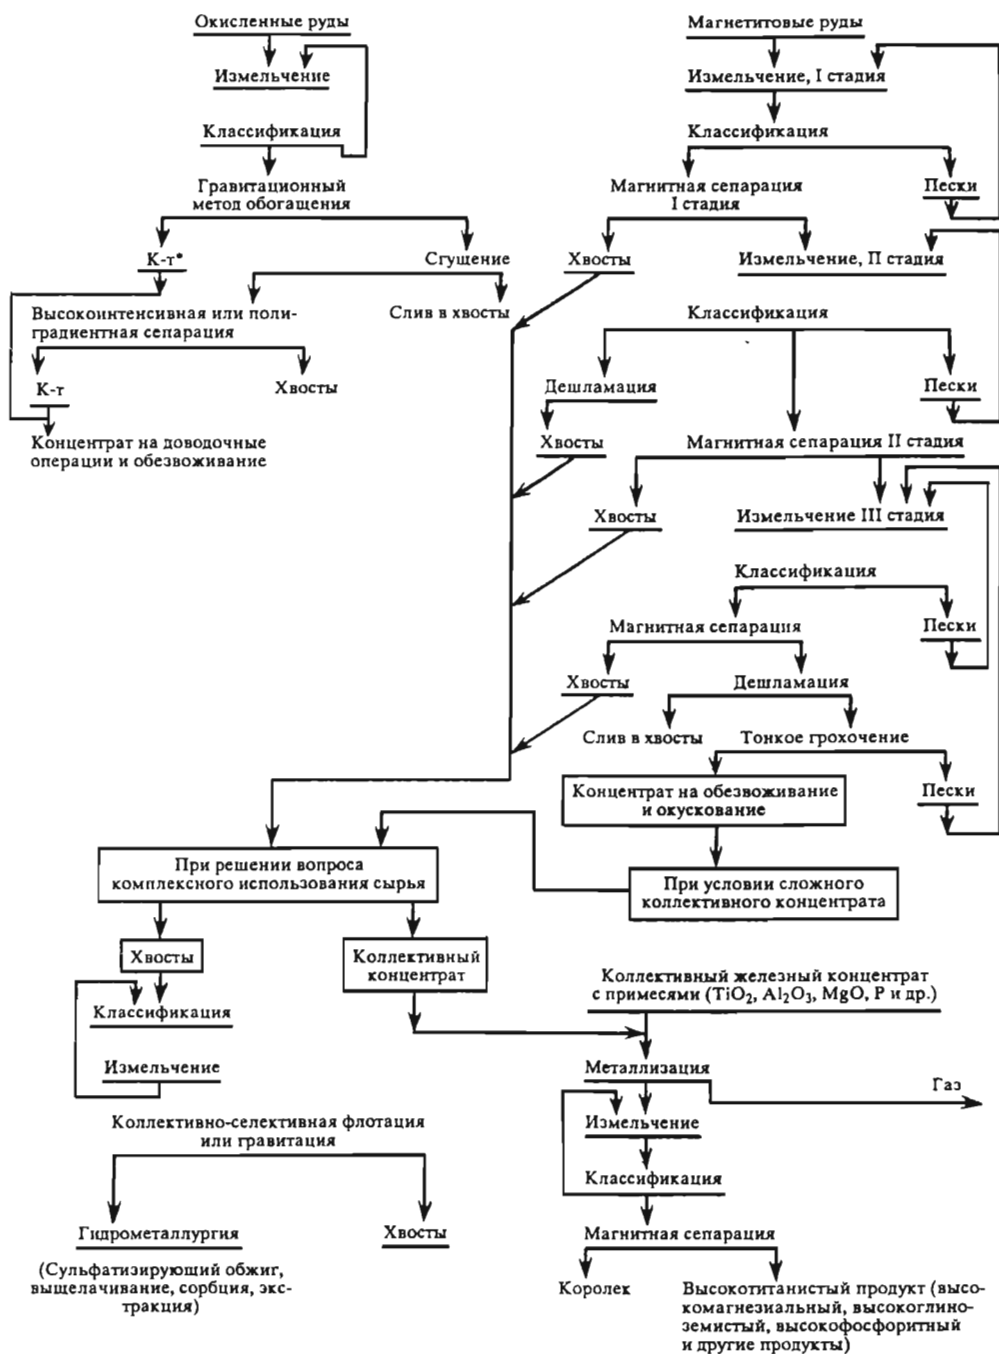 Окисленные руды
Измельчение
Классификация
Гравитационный
метод обогащения
К-т*
Сгущение
Высокоинтенсивная или поли-
градиентная сепарация
Слив в хвосты
К-т
Хвосты
Концентрат на доводочные
операции и обезвоживание
Магнетитовые руды
Измельчение, I стадия
Классификация
Магнитная сепарация
I стадия
Пески
Хвосты
Измельчение, II стадия
Классификация
Дешламация
Пески
Хвосты
Магнитная сепарация II стадия
Хвосты
Измельчение III стадия
Классификация
Магнитная сепарация
Пески
Хвосты
Дешламация
Слив в хвосты
Тонкое грохочение
Концентрат на обезвоживание
и окускование
Пески
При условии сложного
коллективного концентрата
При решении вопроса
комплексного использования сырья
Хвосты
Коллективный
концентрат
Классификация
Измельчение
Коллективно-селективная флотация
или гравитация
Гидрометаллургия
Хвосты
(Сульфатизирующий обжиг,
выщелачивание, сорбция, экс-
тракция)
Коллективный железный концентрат
с примесями (TiO₂, Al₂O₃, MgO, P и др.)
Металлизация
Газ
Измельчение
Классификация
Магнитная сепарация
Королек
Высокотитанистый продукт (высо-
комагнезиальный, высокоглино-
земистый, высокофосфоритный
и другие продукты)